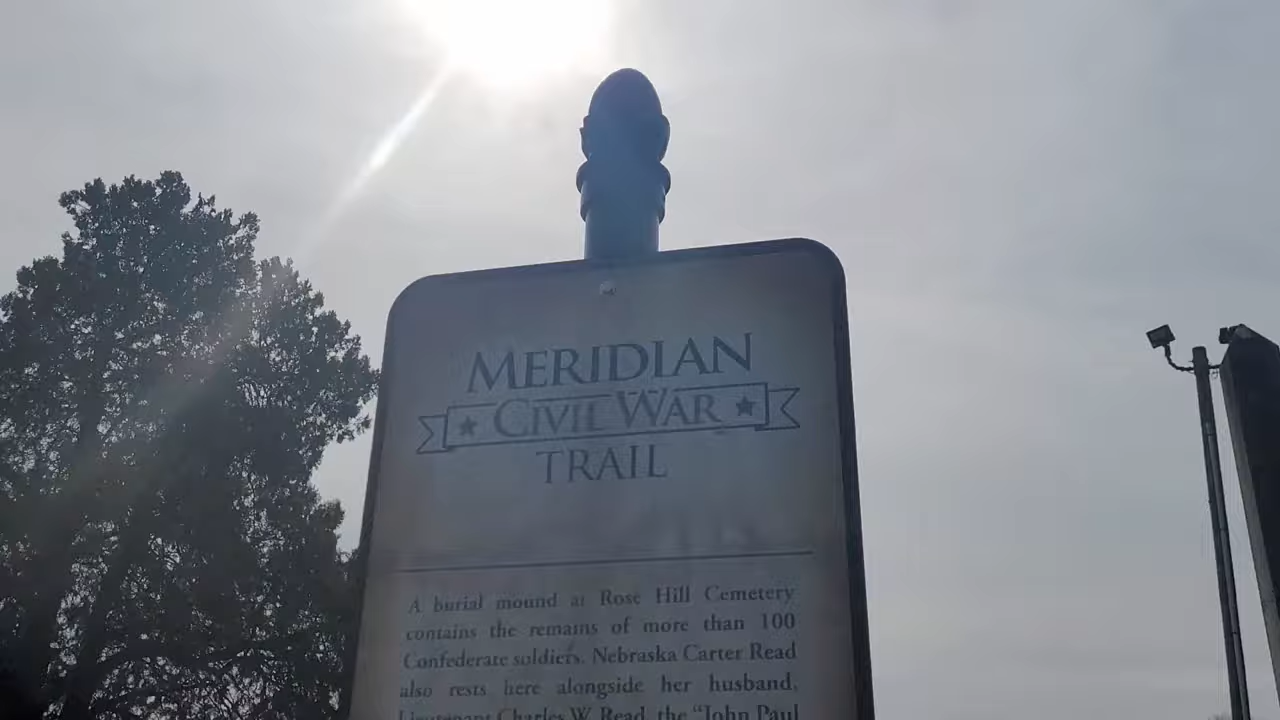 MERIDIAN
CIVIL WAR
TRAIL
A burial mound at Rose Hill Cemetery
contains the remains of more than 100
Confederate soldiers. Nebraska Carter Read
also rests here alongside her husband,
Lieutenant Charles W. Read, the "John Paul